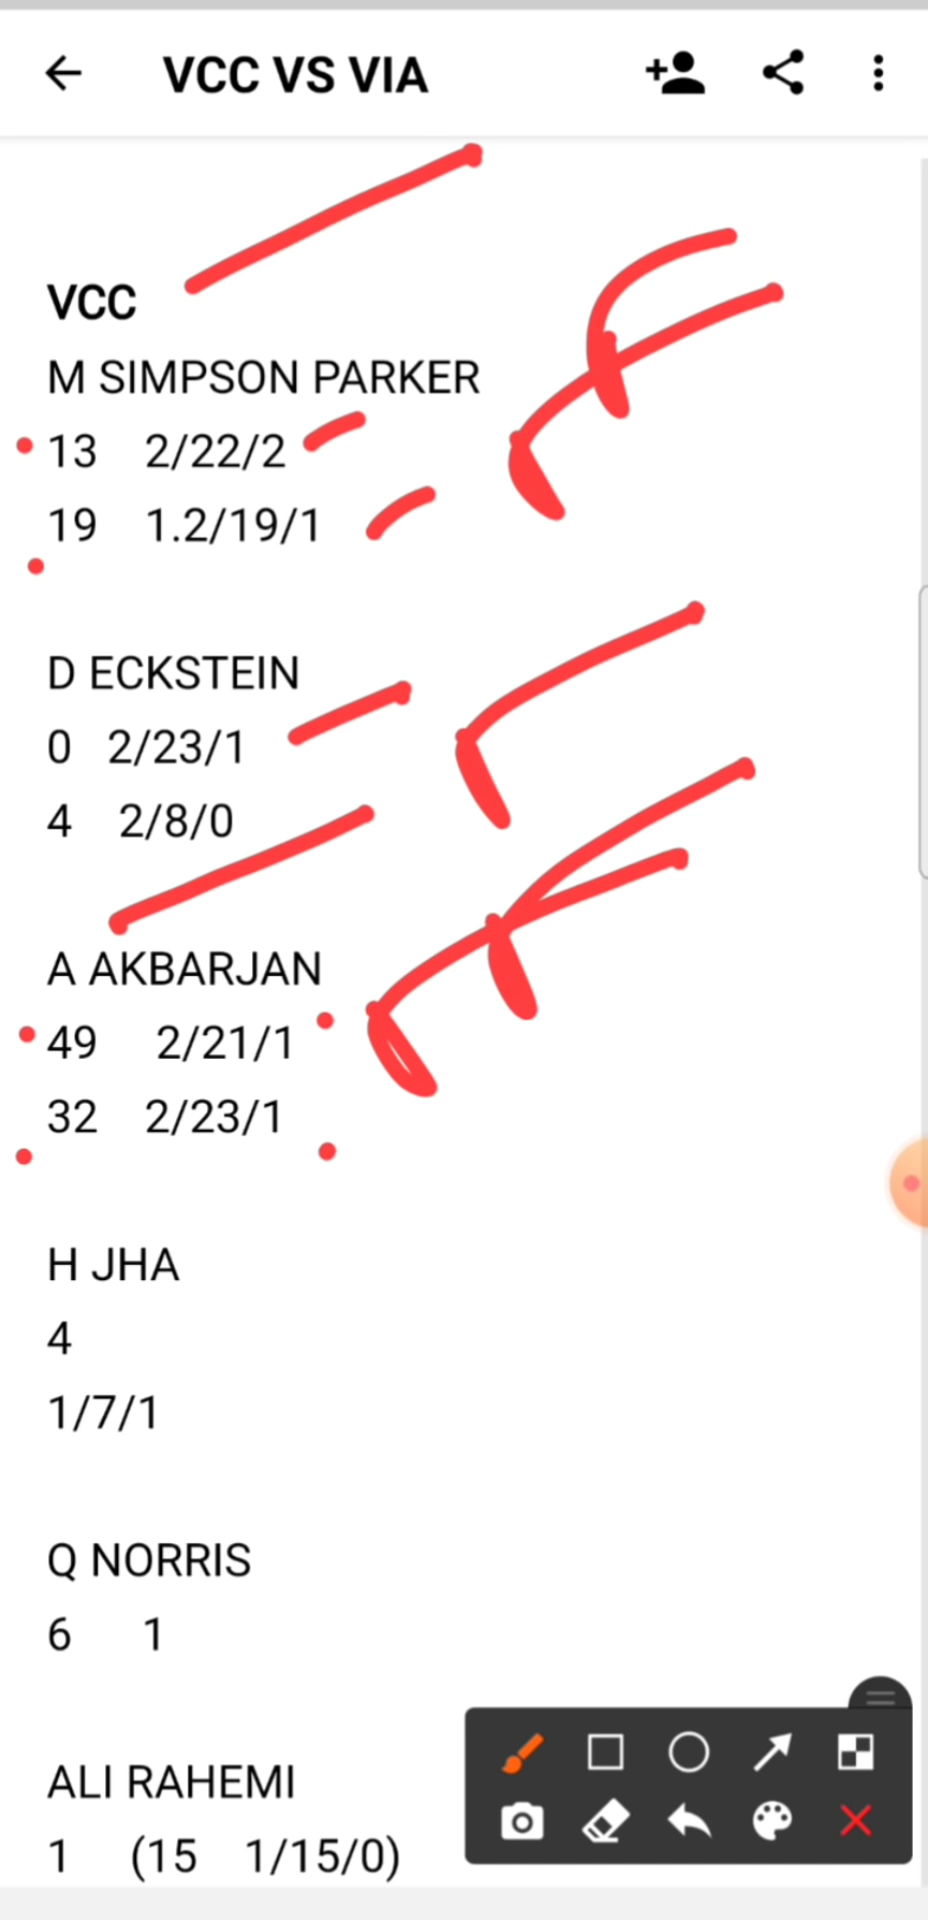 VCC VS VIA
VCC
M SIMPSON PARKER
13 2/22/2
19 1.2/19/1
D ECKSTEIN
0 2/23/1
4 2/8/0
A AKBARJAN
49 2/21/1
32 2/23/1
H JHA
4
1/7/1
Q NORRIS
6 1
ALI RAHEMI
1 (15 1/15/0)